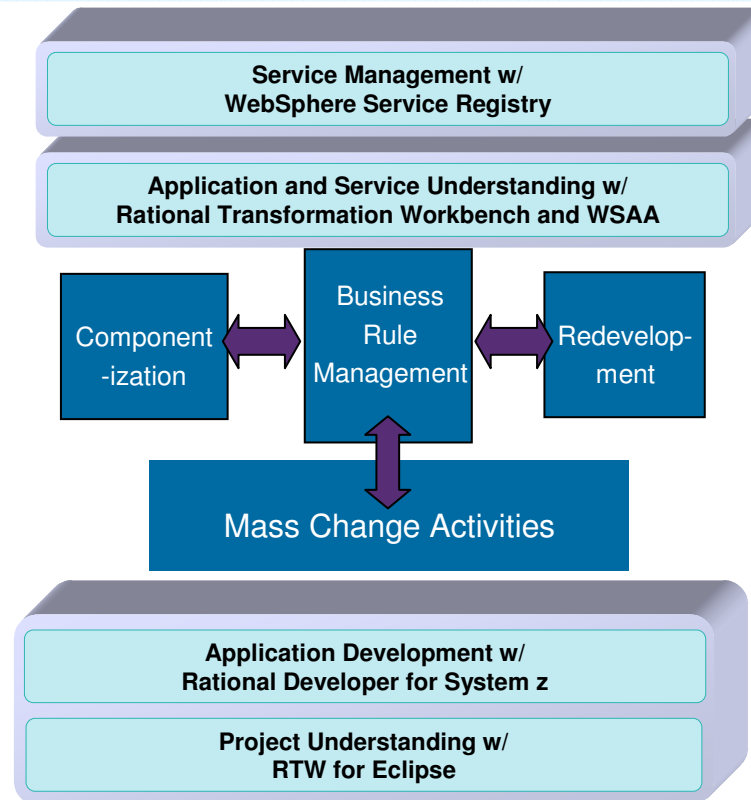 Service Management w/
WebSphere Service Registry
Application and Service Understanding w/
Rational Transformation Workbench and WSAA
Component
-ization
Business
Rule
Management
Redevelop-
ment
Mass Change Activities
Application Development w/
Rational Developer for System z
Project Understanding w/
RTW for Eclipse